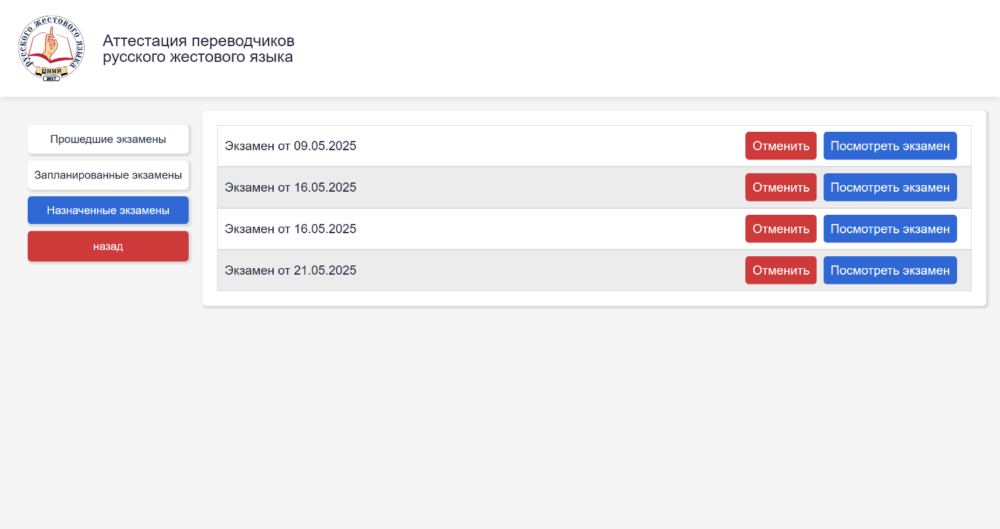 русского жестового языка
ЦНИИ
2017
Аттестация переводчиков
русского жестового языка
Прошедшие экзамены
Запланированные экзамены
Назначенные экзамены
назад
Экзамен от 09.05.2025 Отменить Посмотреть экзамен
Экзамен от 16.05.2025 Отменить Посмотреть экзамен
Экзамен от 16.05.2025 Отменить Посмотреть экзамен
Экзамен от 21.05.2025 Отменить Посмотреть экзамен